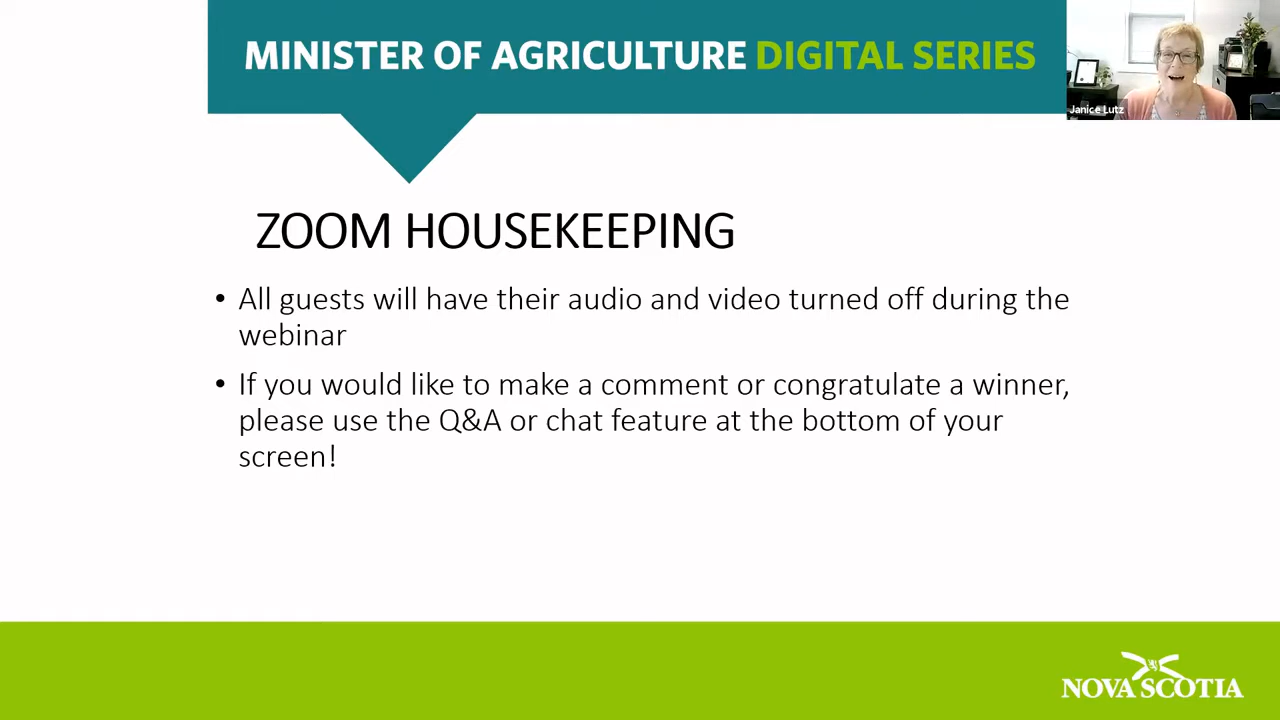 MINISTER OF AGRICULTURE DIGITAL SERIES
Janice Lutz
ZOOM HOUSEKEEPING
• All guests will have their audio and video turned off during the
webinar
• If you would like to make a comment or congratulate a winner,
please use the Q&A or chat feature at the bottom of your
screen!
NOVA SCOTIA